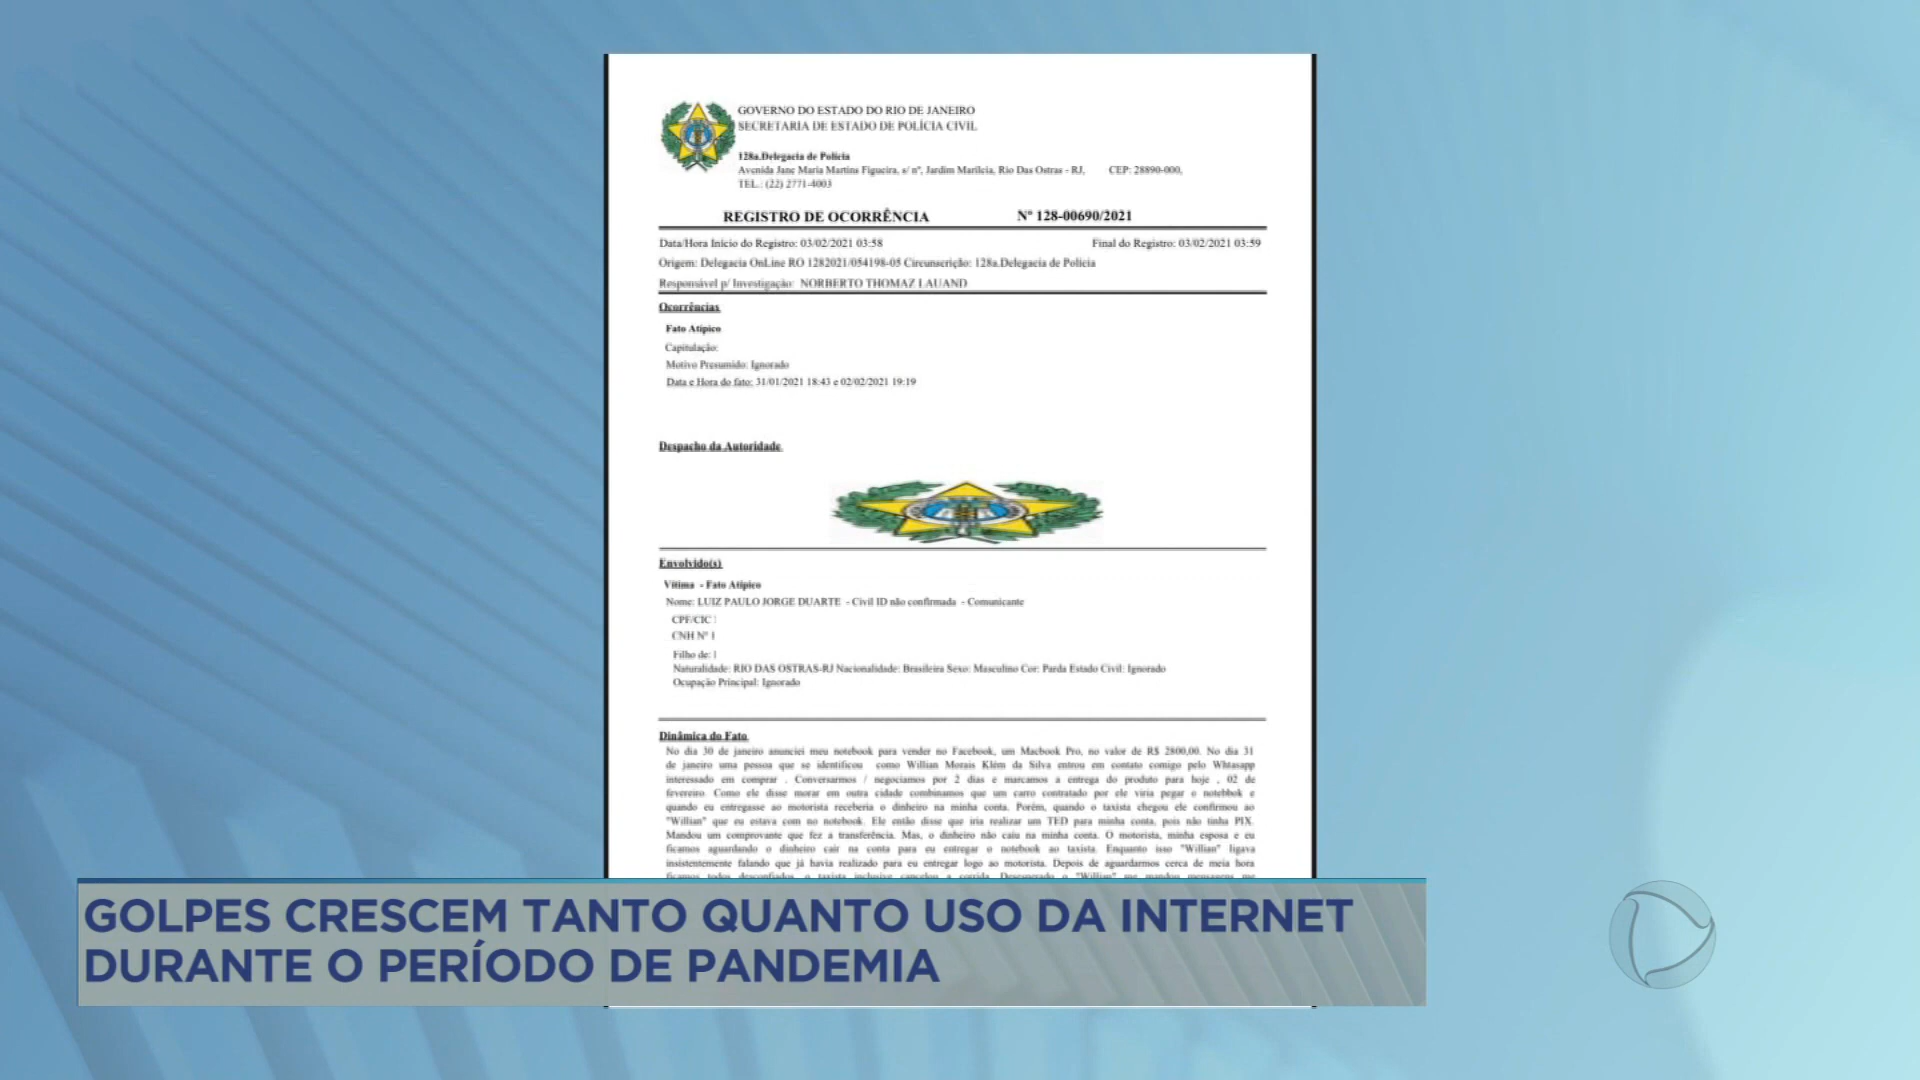 GOVERNO DO ESTADO DO RIO DE JANEIRO
SECRETARIA DE ESTADO DE POLÍCIA CIVIL
128a.Delegacia de Polícia
Avenida Jane Maria Martins Figueira, s/ nº, Jardim Marilcia, Rio Das Ostras - RJ, CEP: 28890-000,
TEL.: (22) 2771-4003
REGISTRO DE OCORRÊNCIA Nº 128-00690/2021
Data/Hora Início do Registro: 03/02/2021 03:58 Final do Registro: 03/02/2021 03:59
Origem: Delegacia OnLine RO 1282021/054198-05 Circunscrição: 128a.Delegacia de Polícia
Responsável p/ Investigação: NORBERTO THOMAZ LAUAND
Ocorrências
Fato Atípico
Capitulação:
Motivo Presumido: Ignorado
Data e Hora do fato: 31/01/2021 18:43 e 02/02/2021 19:19
Despacho da Autoridade
Envolvido(s)
Vítima - Fato Atípico
Nome: LUIZ PAULO JORGE DUARTE - Civil ID não confirmada - Comunicante
CPF/CIC :
CNH Nº
Filho de:
Naturalidade: RIO DAS OSTRAS-RJ Nacionalidade: Brasileira Sexo: Masculino Cor: Parda Estado Civil: Ignorado
Ocupação Principal: Ignorado
Dinâmica do Fato
No dia 30 de janeiro anunciei meu notebook para vender no Facebook, um Macbook Pro, no valor de R$ 2800,00. No dia 31
de janeiro uma pessoa que se identificou como Willian Morais Klém da Silva entrou em contato comigo pelo Whtasapp
interessado em comprar . Conversarmos / negociamos por 2 dias e marcamos a entrega do produto para hoje , 02 de
fevereiro. Como ele disse morar em outra cidade combinamos que um carro contratado por ele viria pegar o notebbok e
quando eu entregasse ao motorista receberia o dinheiro na minha conta. Porém, quando o taxista chegou ele confirmou ao
"Willian" que eu estava com no notebook. Ele então disse que iria realizar um TED para minha conta, pois não tinha PIX.
Mandou um comprovante que fez a transferência. Mas, o dinheiro não caiu na minha conta. O motorista, minha esposa e eu
ficamos aguardando o dinheiro cair na conta para eu entregar o notebook ao taxista. Enquanto isso "Willian" ligava
insistentemente falando que já havia realizado para eu entregar logo ao motorista. Depois de aguardarmos cerca de meia hora
ficamos todos desconfiados, o taxista inclusive cancelou a corrida. Desesperado o "Willian" me mandou mensagens me
GOLPES CRESCEM TANTO QUANTO USO DA INTERNET
DURANTE O PERÍODO DE PANDEMIA